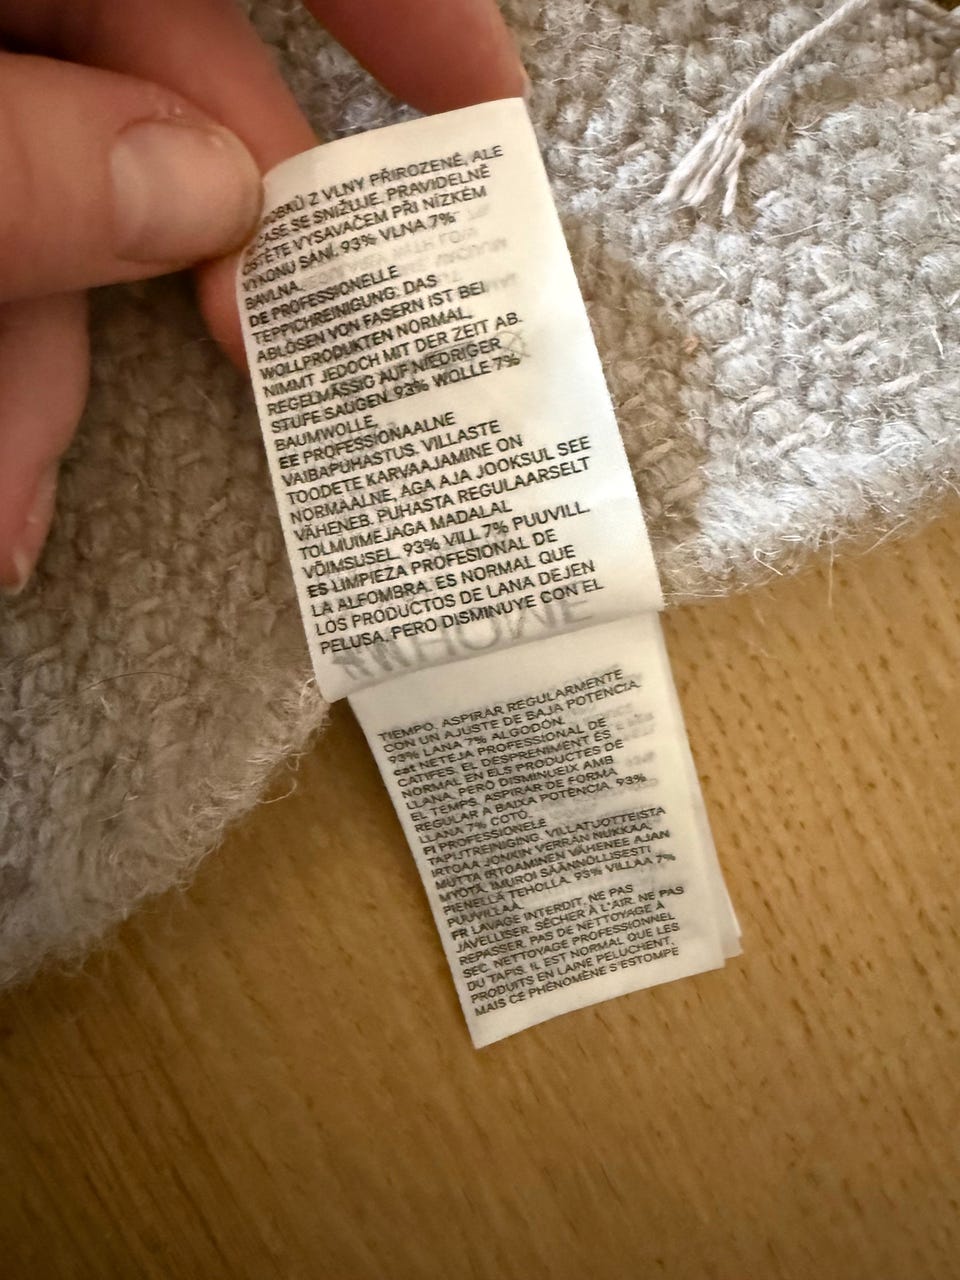 Z VLNY PŘIROZENÉ, ALE
ČASE SE SNIŽUJE. PRAVIDELNĚ
VYSAVAČEM PŘI NÍZKÉM
VÝKONU SÁNÍ. 93% VLNA 7%
BAVLNA.
DE PROFESSIONELLE
TEPPICHREINIGUNG: DAS
ABLÖSEN VON FASERN IST BEI
WOLLPRODUKTEN NORMAL,
NIMMT JEDOCH MIT DER ZEIT AB.
REGELMÄSSIG AUF NIEDRIGER
STUFE SAUGEN. 93% WOLLE 7%
BAUMWOLLE.
EE PROFESSIONAALNE
VAIBAPUHASTUS. VILLASTE
TOODETE KARVAAJAMINE ON
NORMAALNE, AGA AJA JOOKSUL SEE
VÄHENEB. PUHASTA REGULAARSELT
TOLMUIMEJAGA MADALAL
VÕIMSUSEL. 93% VILL 7% PUUVILL.
ES LIMPIEZA PROFESIONAL DE
LA ALFOMBRA. ES NORMAL QUE
LOS PRODUCTOS DE LANA DEJEN
PELUSA, PERO DISMINUYE CON EL
TIEMPO. ASPIRAR REGULARMENTE
CON UN AJUSTE DE BAJA POTENCIA.
93% LANA 7% ALGODÓN.
cat NETEJA PROFESSIONAL DE
CATIFES. EL DESPRENIMENT ÉS
NORMAL EN ELS PRODUCTES DE
LLANA, PERÒ DISMINUEIX AMB
EL TEMPS. ASPIRAR DE FORMA
REGULAR A BAIXA POTÈNCIA. 93%
LLANA 7% COTÓ.
FI PROFESSIONELE
TAPIJTREINIGING. VILLATUOTTEISTA
IRTOAA JONKIN VERRAN NUKKAA,
MUTTA IRTOAMINEN VÄHENEE AJAN
MYÖTÄ. IMUROI SÄÄNNÖLLISESTI
PIENELLÄ TEHOLLA. 93% VILLAA 7%
PUUVILLAA.
FR LAVAGE INTERDIT. NE PAS
JAVELLISER. SÉCHER À L'AIR. NE PAS
REPASSER. PAS DE NETTOYAGE À
SEC. NETTOYAGE PROFESSIONNEL
DU TAPIS. IL EST NORMAL QUE LES
PRODUITS EN LAINE PELUCHENT,
MAIS CE PHÉNOMÈNE S'ESTOMPE